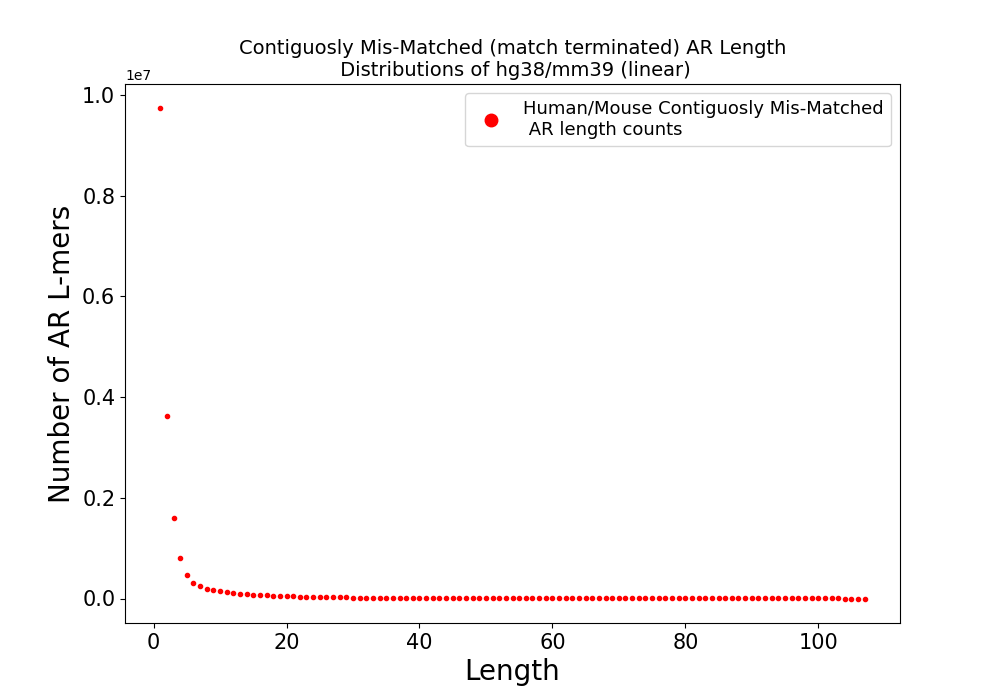 Contiguosly Mis-Matched (match terminated) AR Length
Distributions of hg38/mm39 (linear)
1e7
Human/Mouse Contiguosly Mis-Matched
AR length counts
Number of AR L-mers
1.0
0.8
0.6
0.4
0.2
0.0
0 20 40 60 80 100
Length